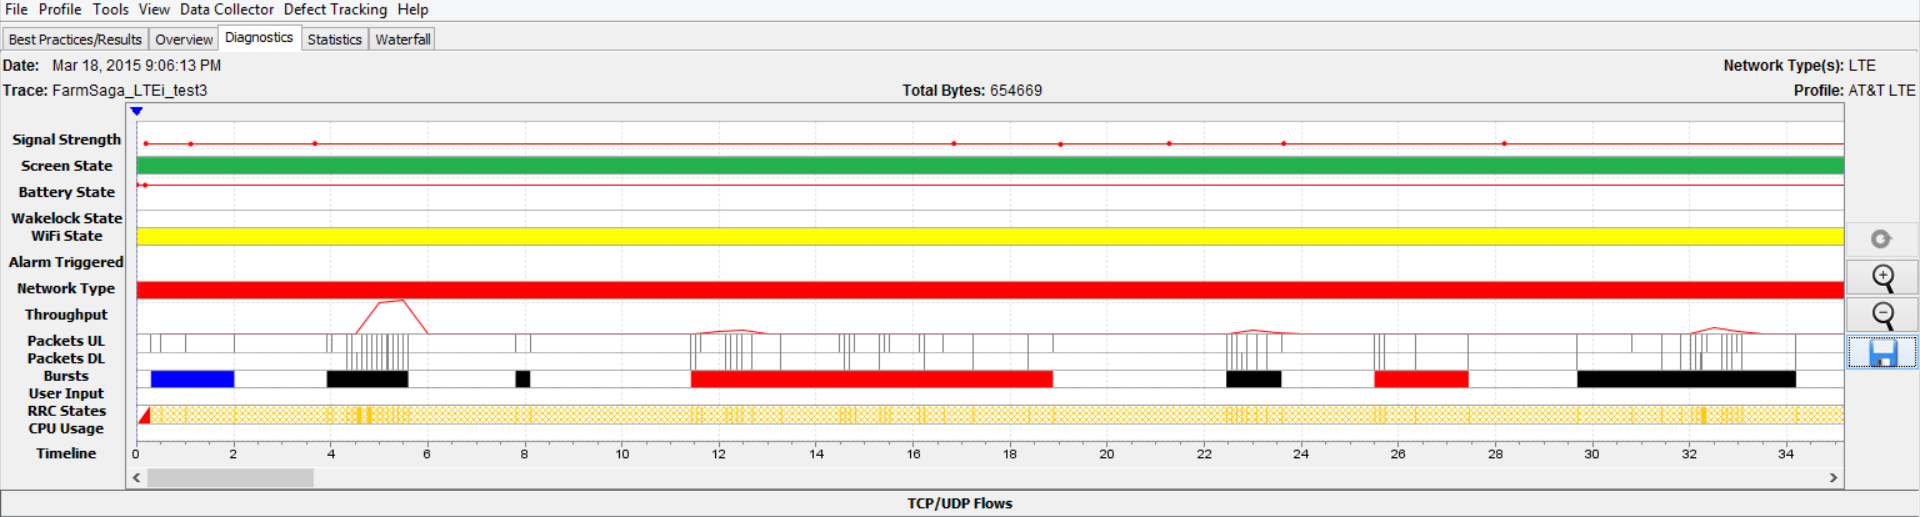 File Profile Tools View Data Collector Defect Tracking Help
Best Practices/Results Overview Diagnostics Statistics Waterfall
Date: Mar 18, 2015 9:06:13 PM Network Type(s): LTE
Trace: FarmSaga_LTEi_test3 Total Bytes: 654669 Profile: AT&T LTE
Signal Strength
Screen State
Battery State
Wakelock State
WiFi State
Alarm Triggered
Network Type
Throughput
Packets UL
Packets DL
Bursts
User Input
RRC States
CPU Usage
Timeline 0 2 4 6 8 10 12 14 16 18 20 22 24 26 28 30 32 34
TCP/UDP Flows